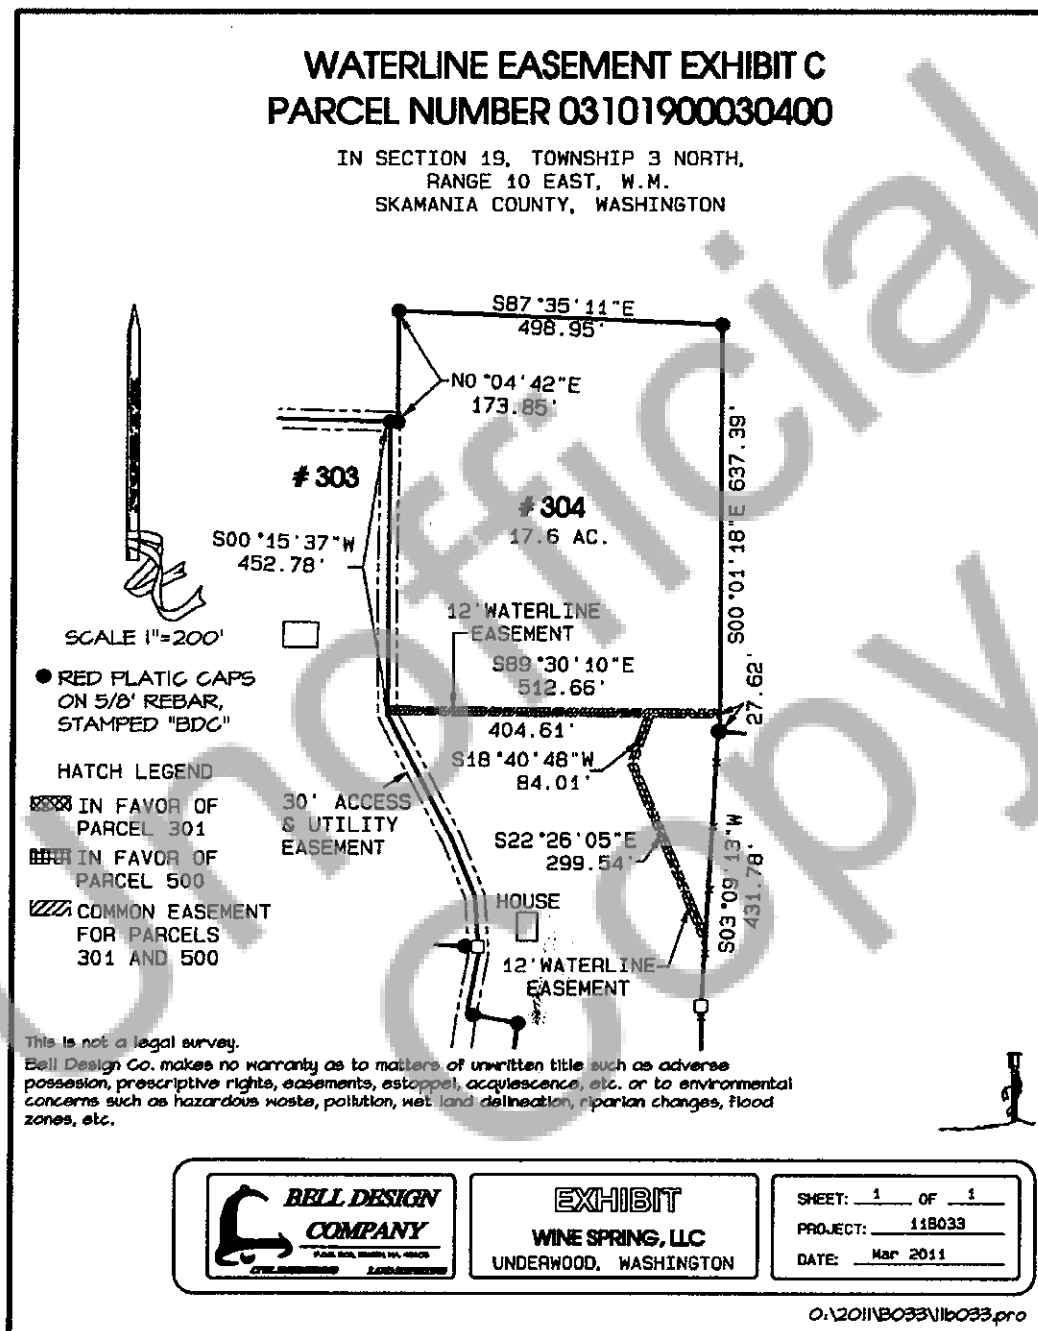 WATERLINE EASEMENT EXHIBIT C
PARCEL NUMBER 03101900030400
IN SECTION 19, TOWNSHIP 3 NORTH,
RANGE 10 EAST, W.M.
SKAMANIA COUNTY, WASHINGTON
S87°35'11"E
498.95'
N0°04'42"E
173.85'
# 303
# 304
17.6 AC.
S00°15'37"W
452.78'
S00°01'18"E 637.39'
12'WATERLINE
EASEMENT
S89°30'10"E
512.66'
27.62'
404.61'
S18°40'48"W
84.01'
SCALE 1"=200'
RED PLATIC CAPS
ON 5/8' REBAR,
STAMPED "BDC"
HATCH LEGEND
IN FAVOR OF
PARCEL 301
IN FAVOR OF
PARCEL 500
COMMON EASEMENT
FOR PARCELS
301 AND 500
30' ACCESS
& UTILITY
EASEMENT
S22°26'05"E
299.54'
S03°09'13"W
431.78'
HOUSE
12'WATERLINE
EASEMENT
This is not a legal survey.
Bell Design Co. makes no warranty as to matters of unwritten title such as adverse
possesion, prescriptive rights, easements, estoppel, acquiescence, etc. or to environmental
concerns such as hazardous waste, pollution, wet land delineation, riparian changes, flood
zones, etc.
BELL DESIGN
COMPANY
EXHIBIT
WINE SPRING, LLC
UNDERWOOD, WASHINGTON
SHEET: 1 OF 1
PROJECT: 11B033
DATE: Mar 2011
O:\2011\B033\11b033.pro
Unofficial
Copy